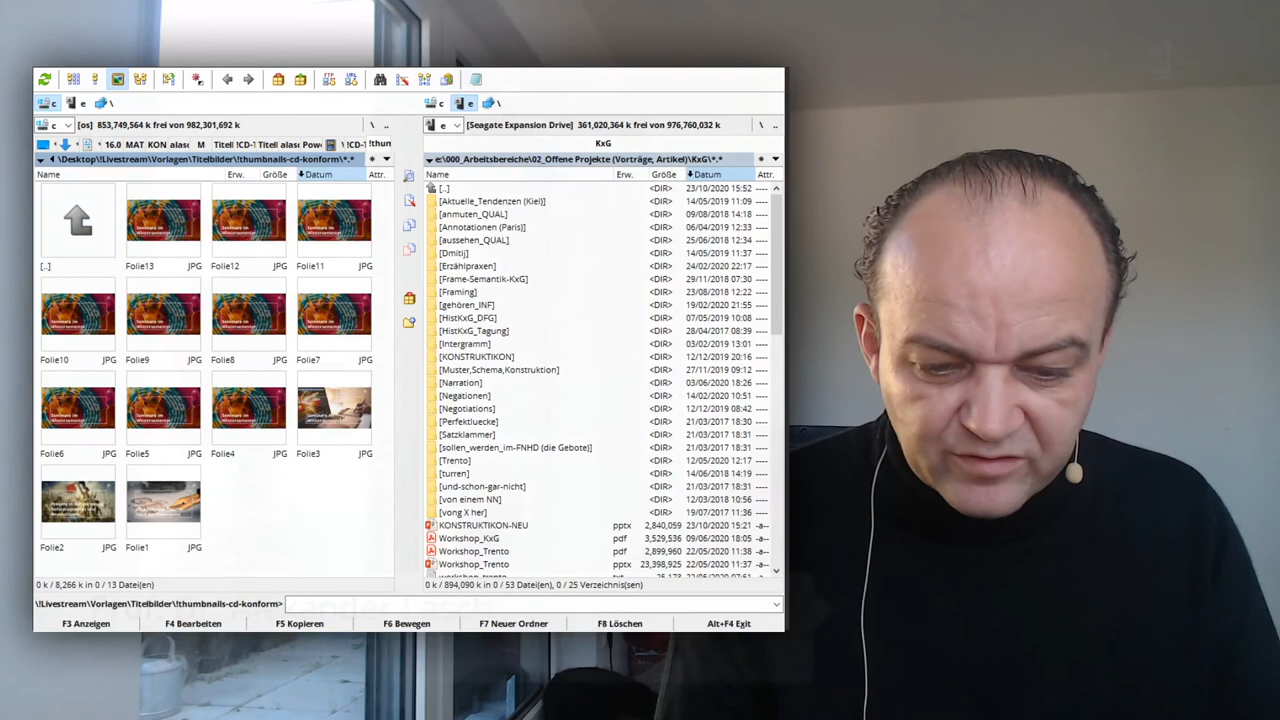 c e \
c e \
c [os] 853,749,564 k frei von 982,301,692 k \ ..
e [Seagate Expansion Drive] 361,020,364 k frei von 976,760,032 k \ ..
16.0 MAT KON alasc M Titell Titell alasc Powe \ !CD-T !thum
KxG
\Desktop\!Livestream\Vorlagen\Titelbilder\!thumbnails-cd-konform\*.*
e:\000_Arbeitsbereiche\02_Offene Projekte (Vorträge, Artikel)\KxG\*.*
Name Erw. Größe Datum Attr.
Name Erw. Größe Datum Attr.
[..]
Folie13 JPG
Folie12 JPG
Folie11 JPG
Folie10 JPG
Folie9 JPG
Folie8 JPG
Folie7 JPG
Folie6 JPG
Folie5 JPG
Folie4 JPG
Folie3 JPG
Folie2 JPG
Folie1 JPG
[..] <DIR> 23/10/2020 15:52 ----
[Aktuelle_Tendenzen (Kiel)] <DIR> 14/05/2019 11:09 ----
[anmuten_QUAL] <DIR> 09/08/2018 14:18 ----
[Annotationen (Paris)] <DIR> 06/04/2019 12:33 ----
[aussehen_QUAL] <DIR> 25/06/2018 12:34 ----
[Dmitij] <DIR> 14/05/2019 11:37 ----
[Erzählpraxen] <DIR> 24/02/2020 22:17 ----
[Frame-Semantik-KxG] <DIR> 29/11/2018 07:30 ----
[Framing] <DIR> 23/08/2018 12:22 ----
[gehören_INF] <DIR> 19/02/2020 21:55 ----
[HistKxG_DFG] <DIR> 07/05/2019 10:08 ----
[HistKxG_Tagung] <DIR> 28/04/2017 08:39 ----
[Intergramm] <DIR> 03/02/2019 13:01 ----
[KONSTRUKTIKON] <DIR> 12/12/2019 20:16 ----
[Muster,Schema,Konstruktion] <DIR> 27/11/2019 09:12 ----
[Narration] <DIR> 03/06/2020 18:26 ----
[Negationen] <DIR> 14/02/2020 10:51 ----
[Negotiations] <DIR> 12/12/2019 08:42 ----
[Perfektluecke] <DIR> 21/03/2017 18:31 ----
[Satzklammer] <DIR> 21/03/2017 18:31 ----
[sollen_werden_im-FNHD (die Gebote)] <DIR> 21/03/2017 18:31 ----
[Trento] <DIR> 12/05/2020 12:17 ----
[turren] <DIR> 14/06/2018 14:19 ----
[und-schon-gar-nicht] <DIR> 21/03/2017 18:31 ----
[von einem NN] <DIR> 12/03/2018 10:56 ----
[vong X her] <DIR> 19/07/2017 11:36 ----
KONSTRUKTIKON-NEU pptx 2,840,059 23/10/2020 15:21 -a--
Workshop_KxG pdf 3,529,536 09/06/2020 18:05 -a--
Workshop_Trento pdf 2,899,960 22/05/2020 11:38 -a--
Workshop_Trento pptx 23,398,925 22/05/2020 11:37 -a--
0 k / 8,266 k in 0 / 13 Datei(en)
0 k / 894,090 k in 0 / 53 Datei(en), 0 / 25 Verzeichnis(sen)
\!Livestream\Vorlagen\Titelbilder\!thumbnails-cd-konform>
F3 Anzeigen F4 Bearbeiten F5 Kopieren F6 Bewegen F7 Neuer Ordner F8 Löschen Alt+F4 Exit